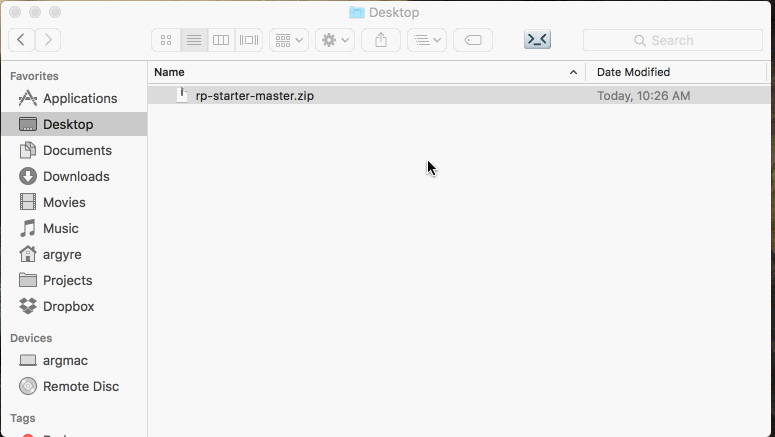 Desktop
Search
Favorites
Applications
Desktop
Documents
Downloads
Movies
Music
argyre
Projects
Dropbox
Devices
argmac
Remote Disc
Tags
Name
Date Modified
rp-starter-master.zip
Today, 10:26 AM